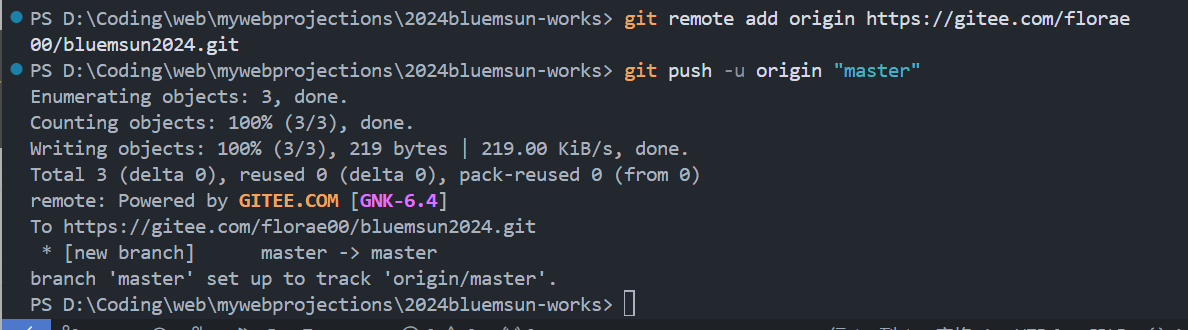 PS D:\Coding\web\mywebprojections\2024bluemsun-works> git remote add origin https://gitee.com/florae
00/bluemsun2024.git
PS D:\Coding\web\mywebprojections\2024bluemsun-works> git push -u origin "master"
Enumerating objects: 3, done.
Counting objects: 100% (3/3), done.
Writing objects: 100% (3/3), 219 bytes | 219.00 KiB/s, done.
Total 3 (delta 0), reused 0 (delta 0), pack-reused 0 (from 0)
remote: Powered by GITEE.COM [GNK-6.4]
To https://gitee.com/florae00/bluemsun2024.git
 * [new branch]      master -> master
branch 'master' set up to track 'origin/master'.
PS D:\Coding\web\mywebprojections\2024bluemsun-works>